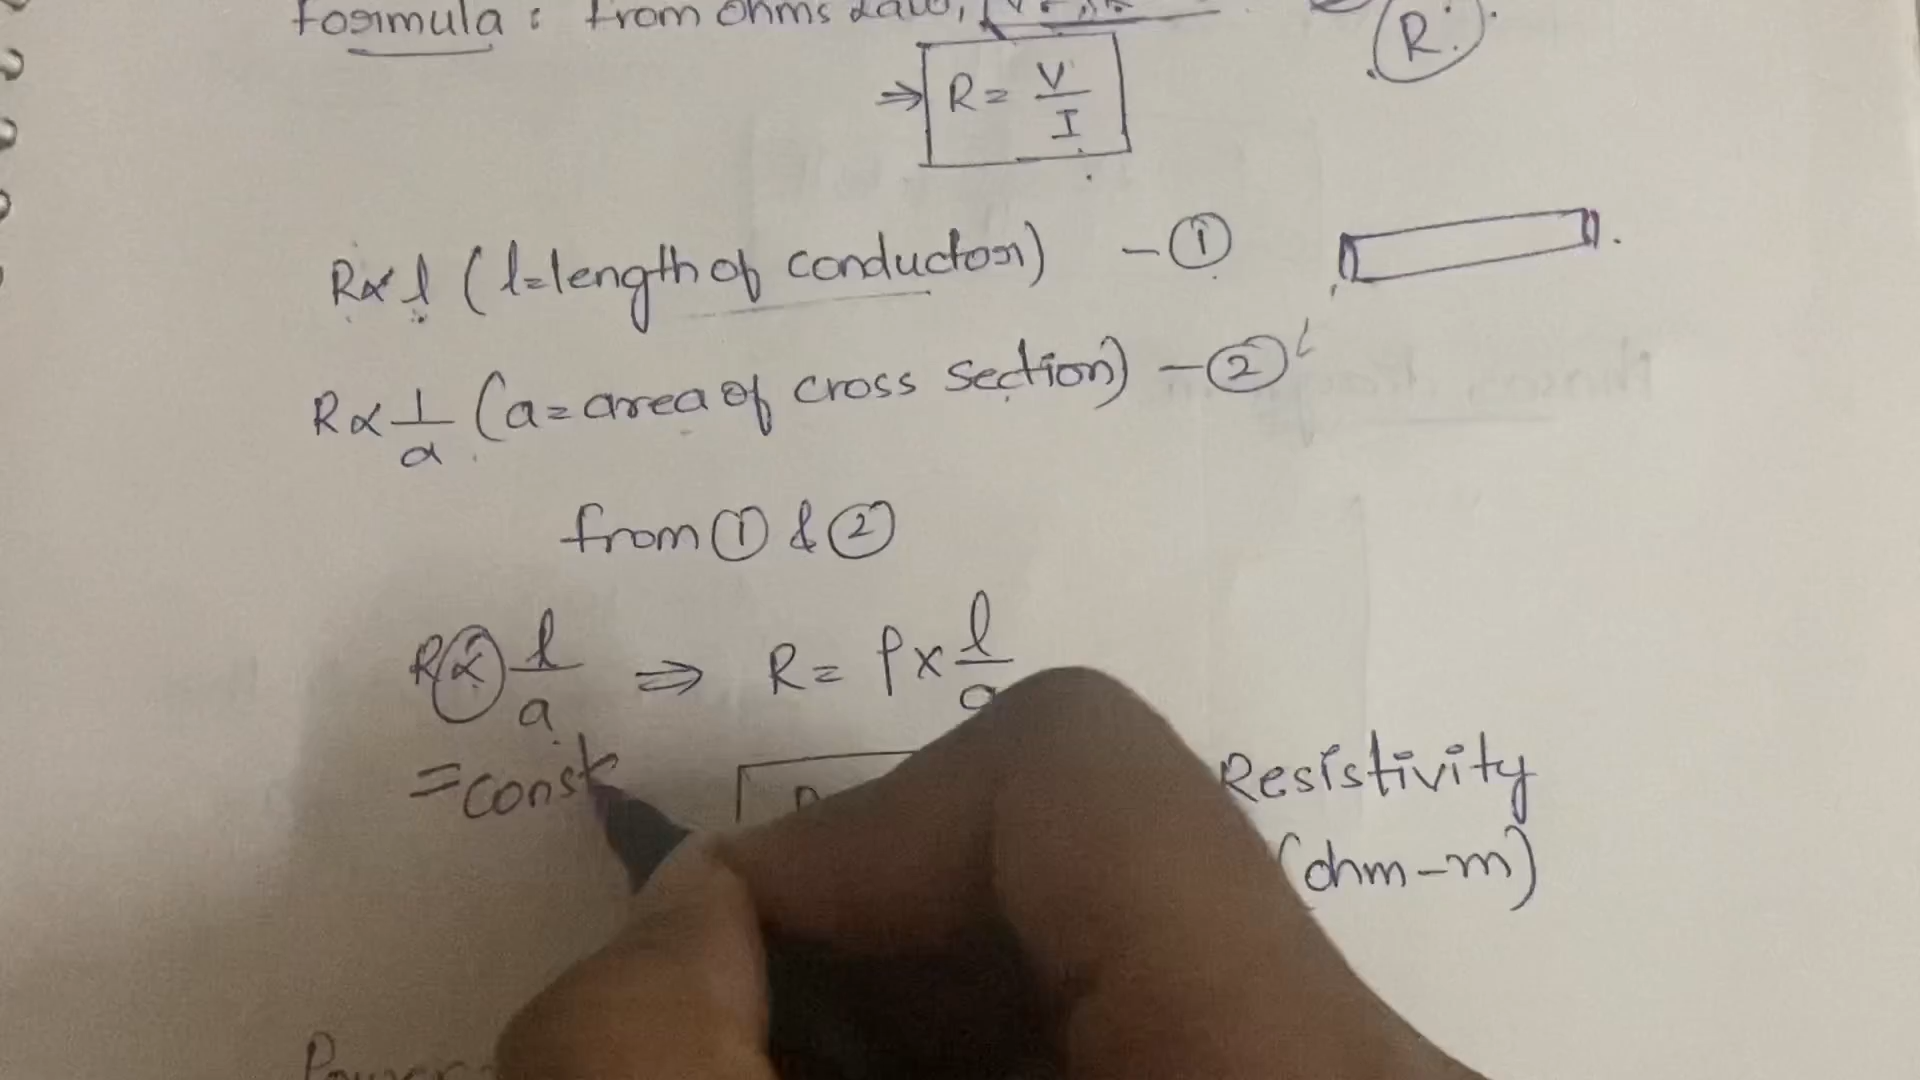 Formula: From Ohms Law,
R:
⇒ R = V/I
R∝l (l=length of conductor) -①
R∝1/a (a=area of cross section) -②
from ① & ②
R∝l/a ⇒ R = ρ×l/a
=const
Resistivity
(ohm-m)
Power